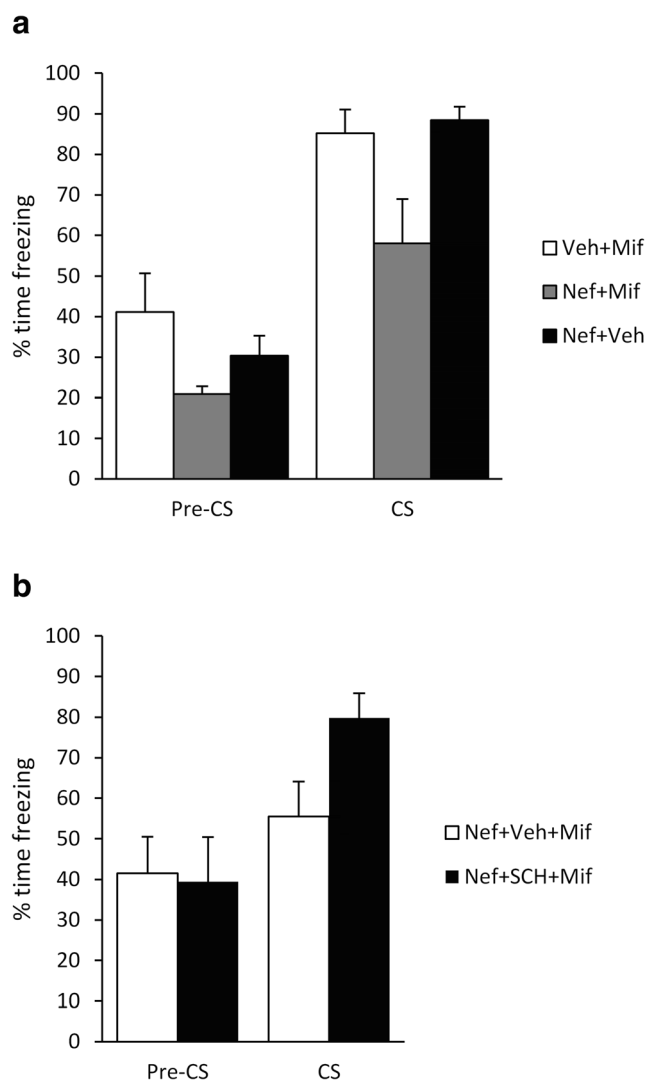 a
100
90
80
70
60
50
40
30
20
10
0
% time freezing
Pre-CS
CS
Veh+Mif
Nef+Mif
Nef+Veh
b
100
90
80
70
60
50
40
30
20
10
0
% time freezing
Pre-CS
CS
Nef+Veh+Mif
Nef+SCH+Mif